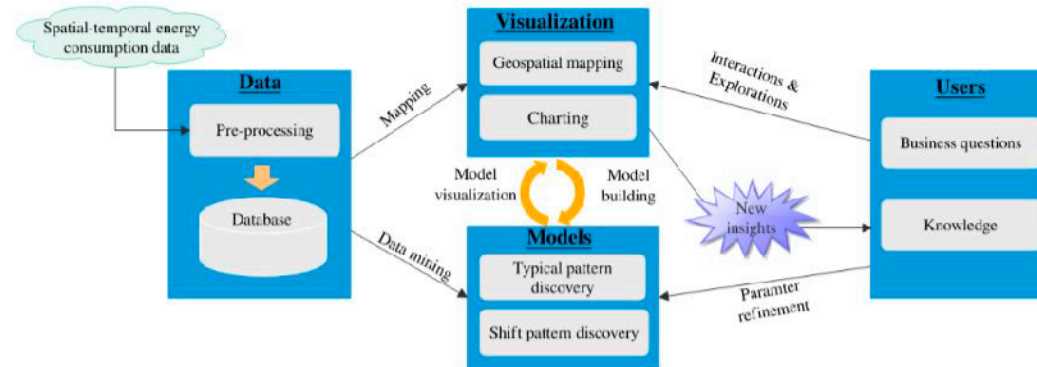 Spatial-temporal energy
consumption data
Data
Pre-processing
Database
Mapping
Data mining
Visualization
Geospatial mapping
Charting
Model
visualization
Model
building
Models
Typical pattern
discovery
Shift pattern discovery
Interactions &
Explorations
New
insights
Paramter
refinement
Users
Business questions
Knowledge